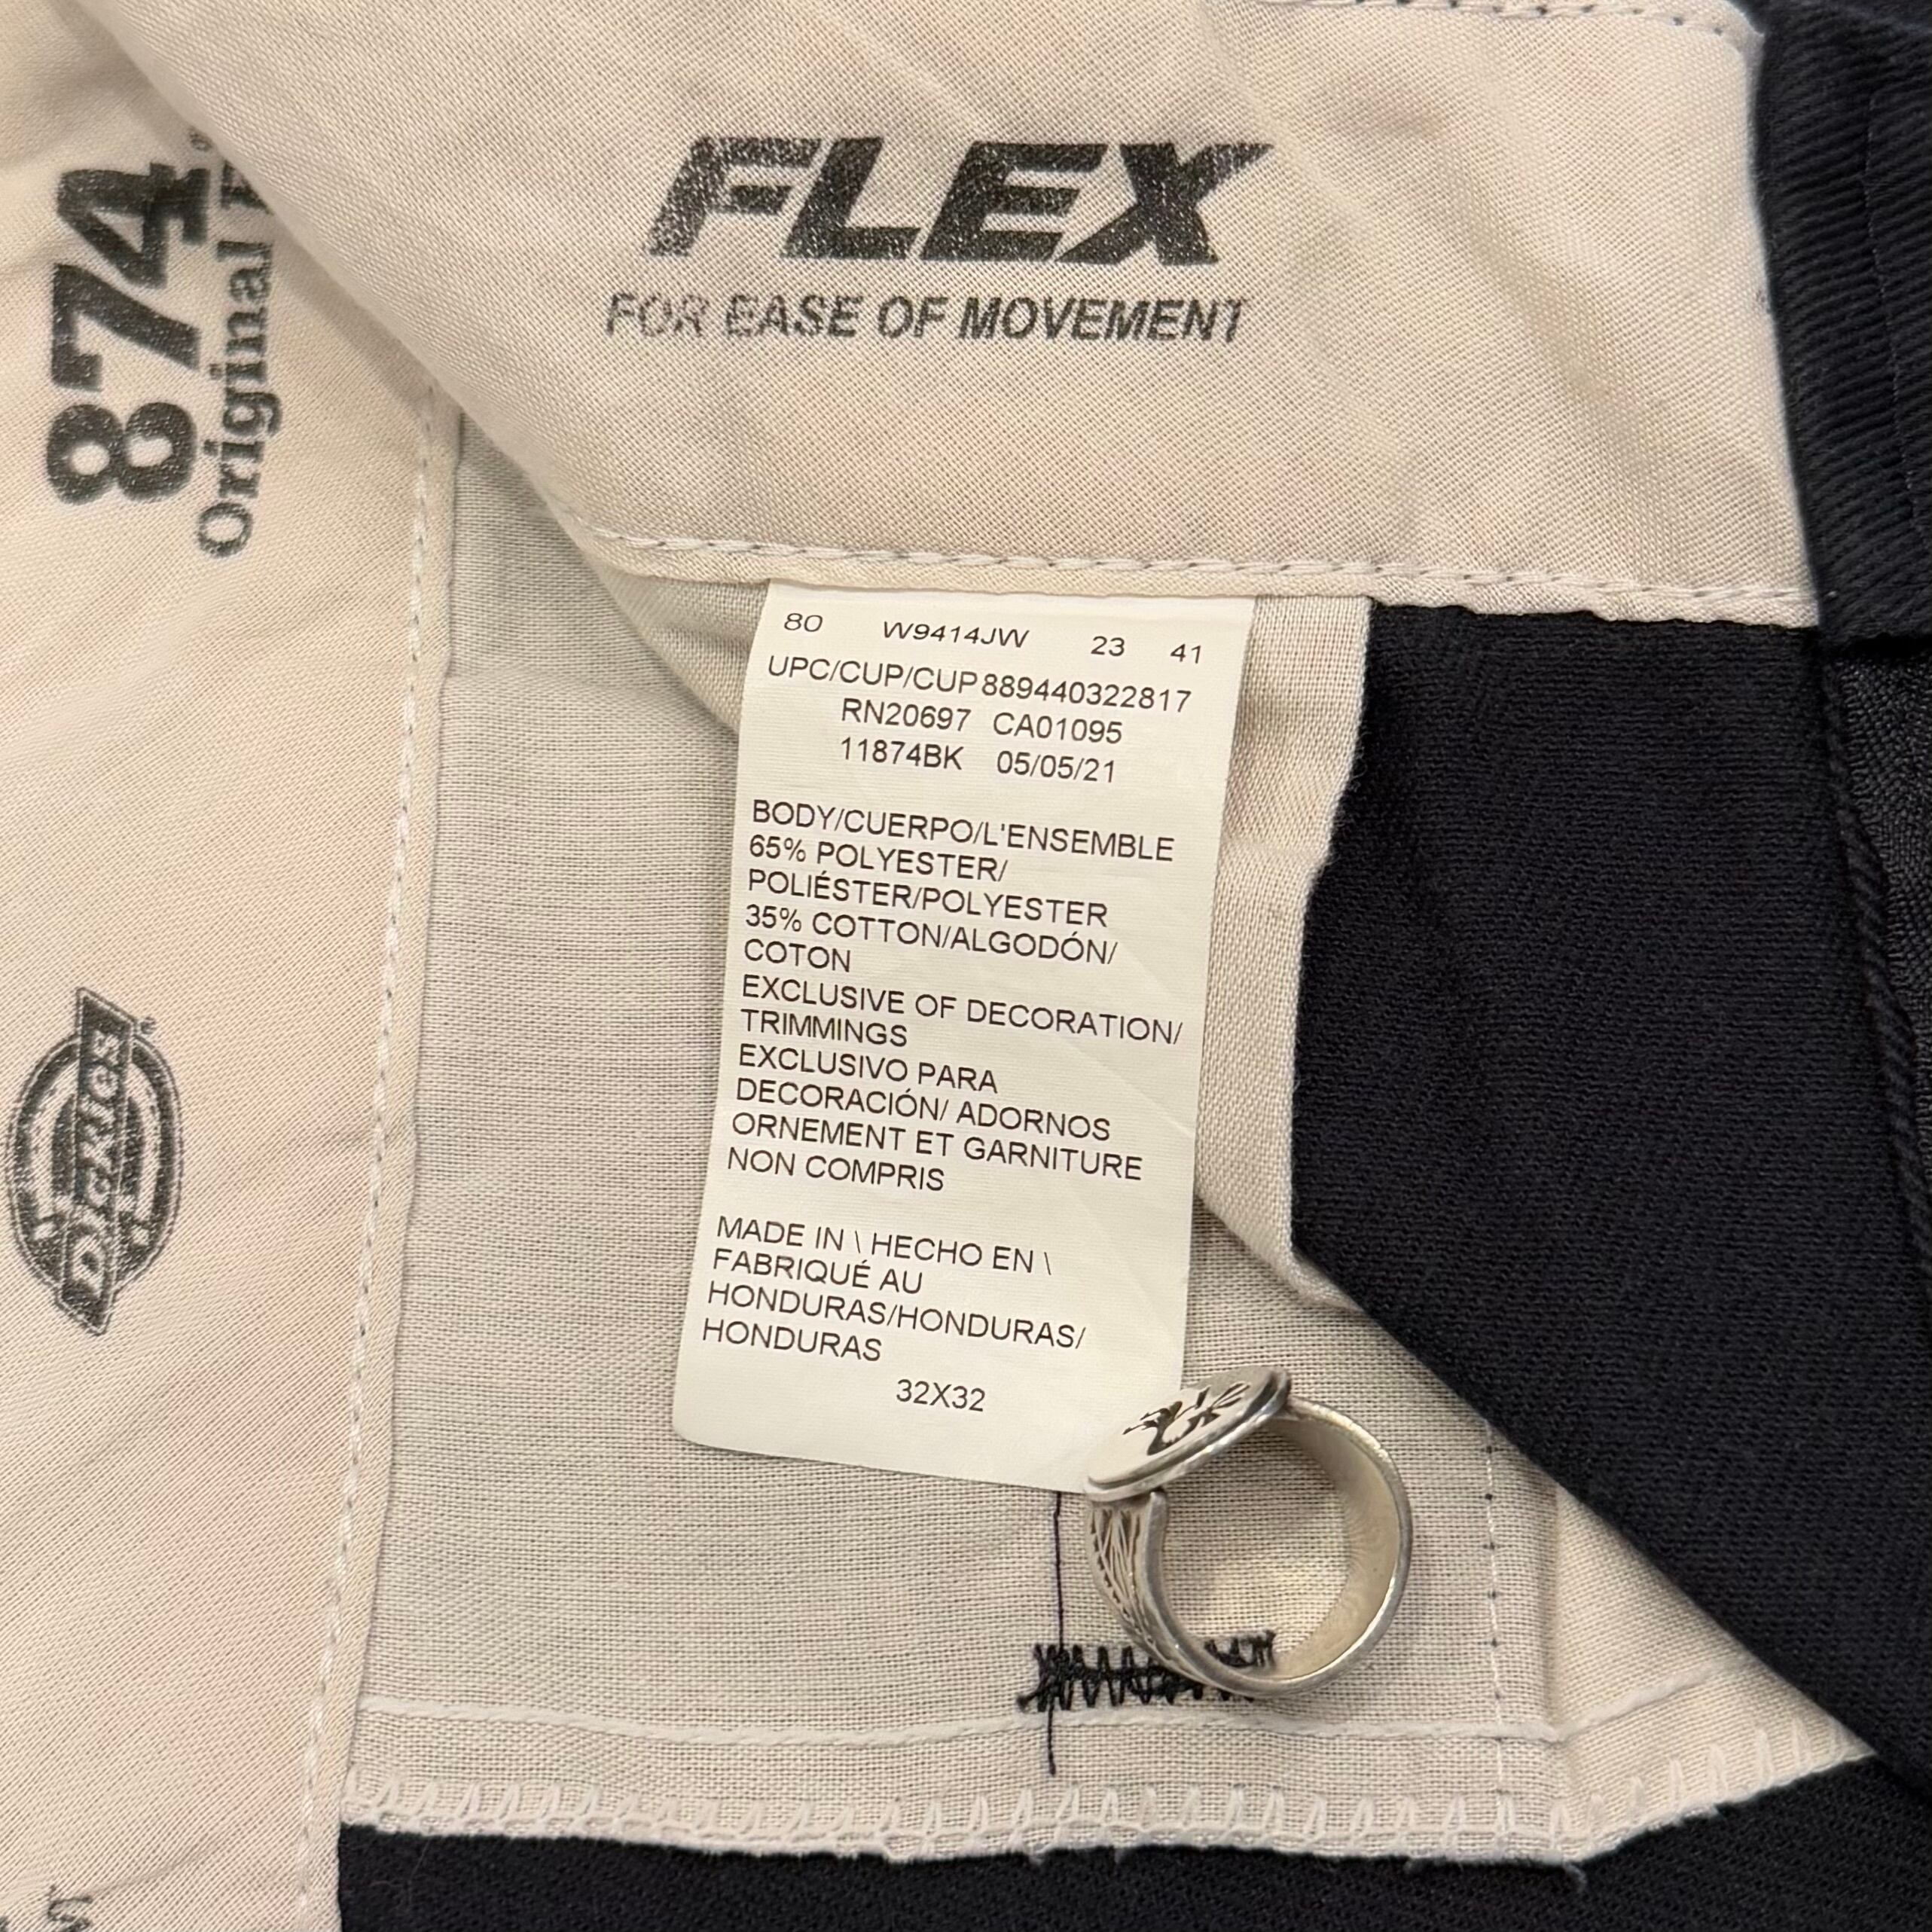 FLEX
FOR EASE OF MOVEMENT
874®
Original
Dickies®
80 W9414JW 23 41
UPC/CUP/CUP889440322817
RN20697 CA01095
11874BK 05/05/21
BODY/CUERPO/L'ENSEMBLE
65% POLYESTER/
POLIÉSTER/POLYESTER
35% COTTON/ALGODÓN/
COTON
EXCLUSIVE OF DECORATION/
TRIMMINGS
EXCLUSIVO PARA
DECORACIÓN/ ADORNOS
ORNEMENT ET GARNITURE
NON COMPRIS
MADE IN \ HECHO EN \
FABRIQUÉ AU
HONDURAS/HONDURAS/
HONDURAS
32X32